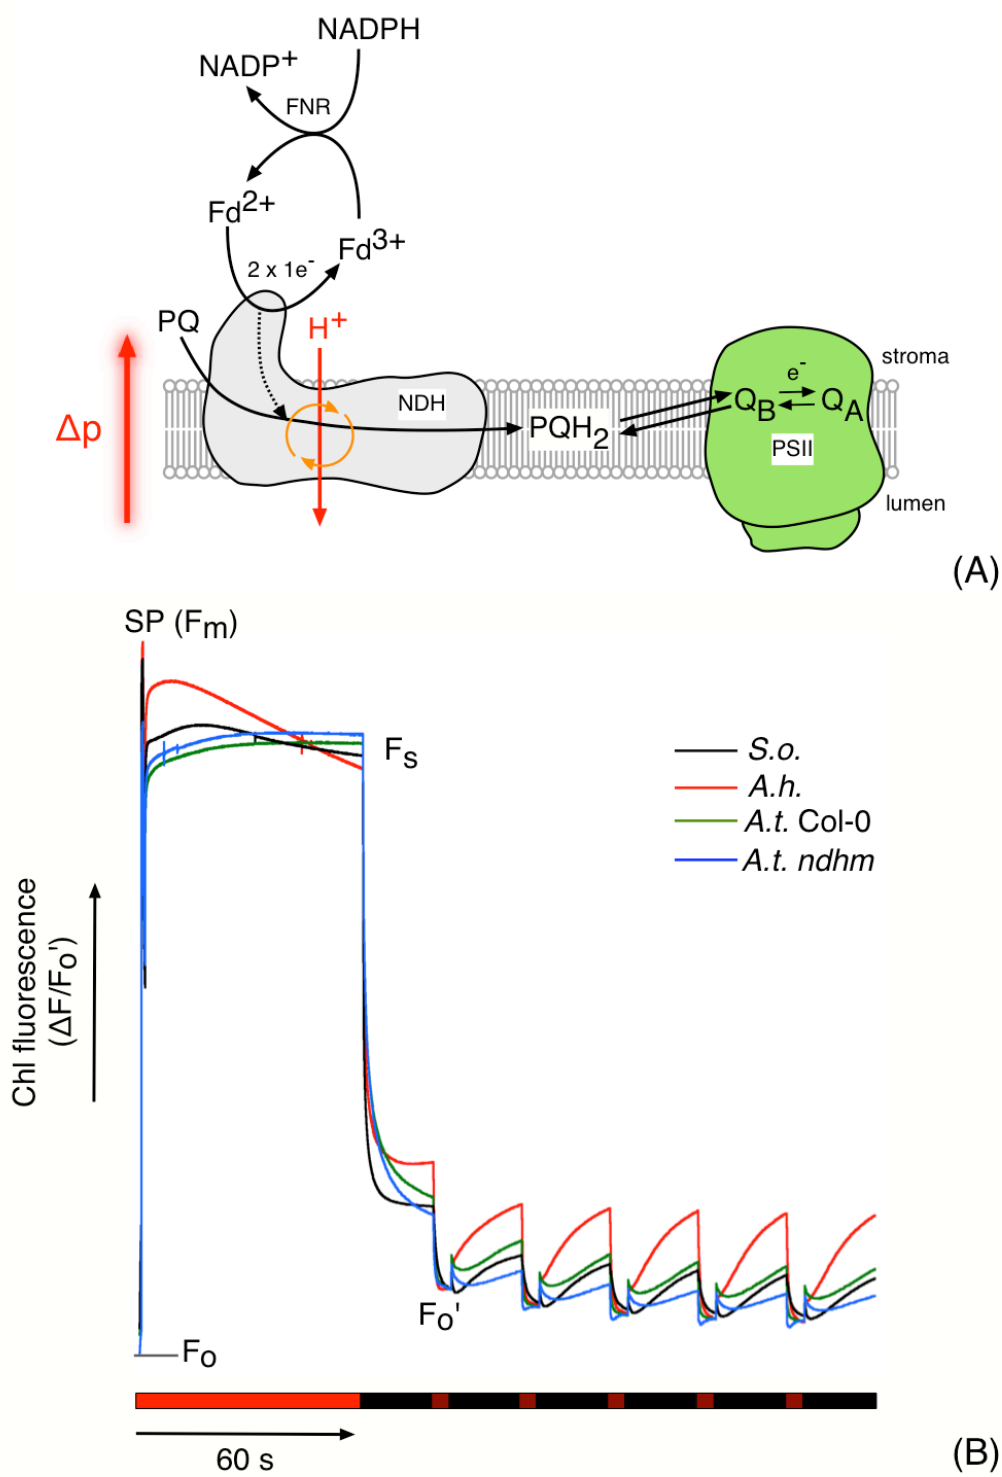 NADPH
NADP+
FNR
Fd2+
Fd3+
2 x 1e-
PQ
H+
stroma
Δp
NDH
PQH2
QB
e-
QA
PSII
lumen
(A)
SP (Fm)
Fs
S.o.
A.h.
A.t. Col-0
A.t. ndhm
Chl fluorescence
(ΔF/Fo')
Fo'
Fo
60 s
(B)